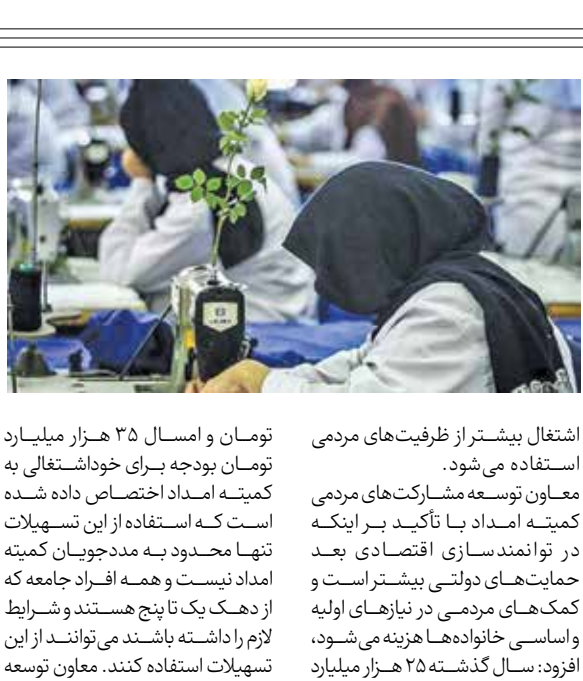 اشتغال بیشتر از ظرفیت‌های مردمی
استفاده می‌شود.
معاون توسعه مشارکت‌های مردمی
کمیته امداد با تأکید بر اینکه
در توانمندسازی اقتصادی بعد
حمایت‌های دولتی بیشتر است و
کمک‌های مردمی در نیازهای اولیه
و اساسی خانواده‌ها هزینه می‌شود،
افزود: سال گذشته ۲۵ هزار میلیارد
تومان و امسال ۳۵ هزار میلیارد
تومان بودجه برای خوداشتغالی به
کمیته امداد اختصاص داده شده
است که استفاده از این تسهیلات
تنها محدود به مددجویان کمیته
امداد نیست و همه افراد جامعه که
از دهک یک تا پنج هستند و شرایط
لازم را داشته باشند می‌توانند از این
تسهیلات استفاده کنند. معاون توسعه